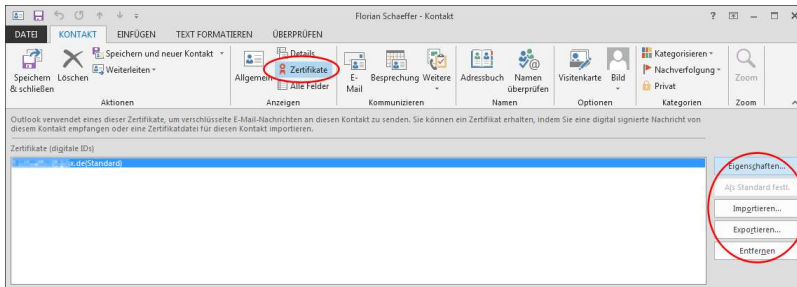 Florian Schaeffer - Kontakt
DATEI KONTAKT EINFÜGEN TEXT FORMATIEREN ÜBERPRÜFEN
Speichern & schließen
Löschen
Speichern und neuer Kontakt
Weiterleiten
Aktionen
Allgemein
Details
Zertifikate
Alle Felder
Anzeigen
E-Mail
Besprechung
Weitere
Kommunizieren
Adressbuch
Namen überprüfen
Namen
Visitenkarte
Bild
Optionen
Kategorisieren
Nachverfolgung
Privat
Kategorien
Zoom
Zoom
Outlook verwendet eines dieser Zertifikate, um verschlüsselte E-Mail-Nachrichten an diesen Kontakt zu senden. Sie können ein Zertifikat erhalten, indem Sie eine digital signierte Nachricht von
diesem Kontakt empfangen oder eine Zertifikatdatei für diesen Kontakt importieren.
Zertifikate (digitale IDs)
x.de(Standard)
Eigenschaften...
Als Standard festl.
Importieren...
Exportieren...
Entfernen